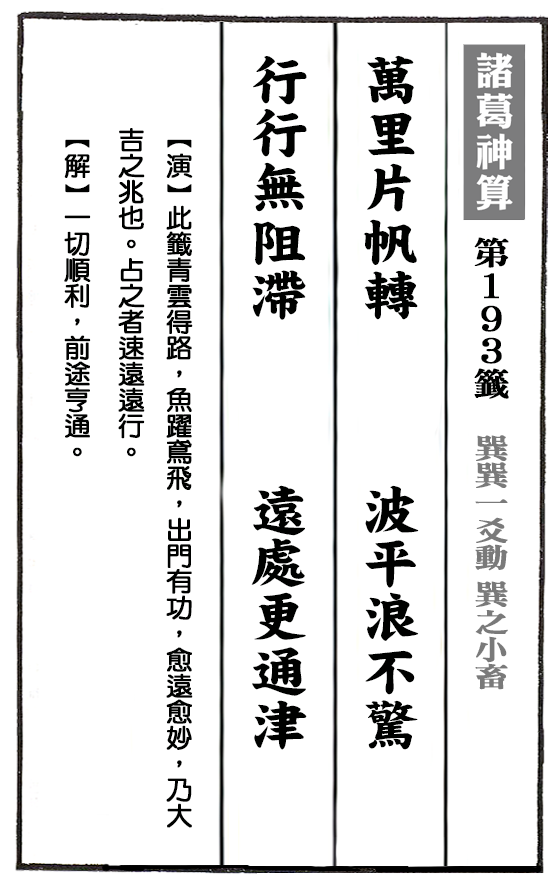 諸葛神算 第193籤 巽巽一爻動 巽之小畜
萬里片帆轉 波平浪不驚
行行無阻滯 遠處更通津
【演】此籤青雲得路，魚躍鳶飛，出門有功，愈遠愈妙，乃大
吉之兆也。占之者速遠遠行。
【解】一切順利，前途亨通。